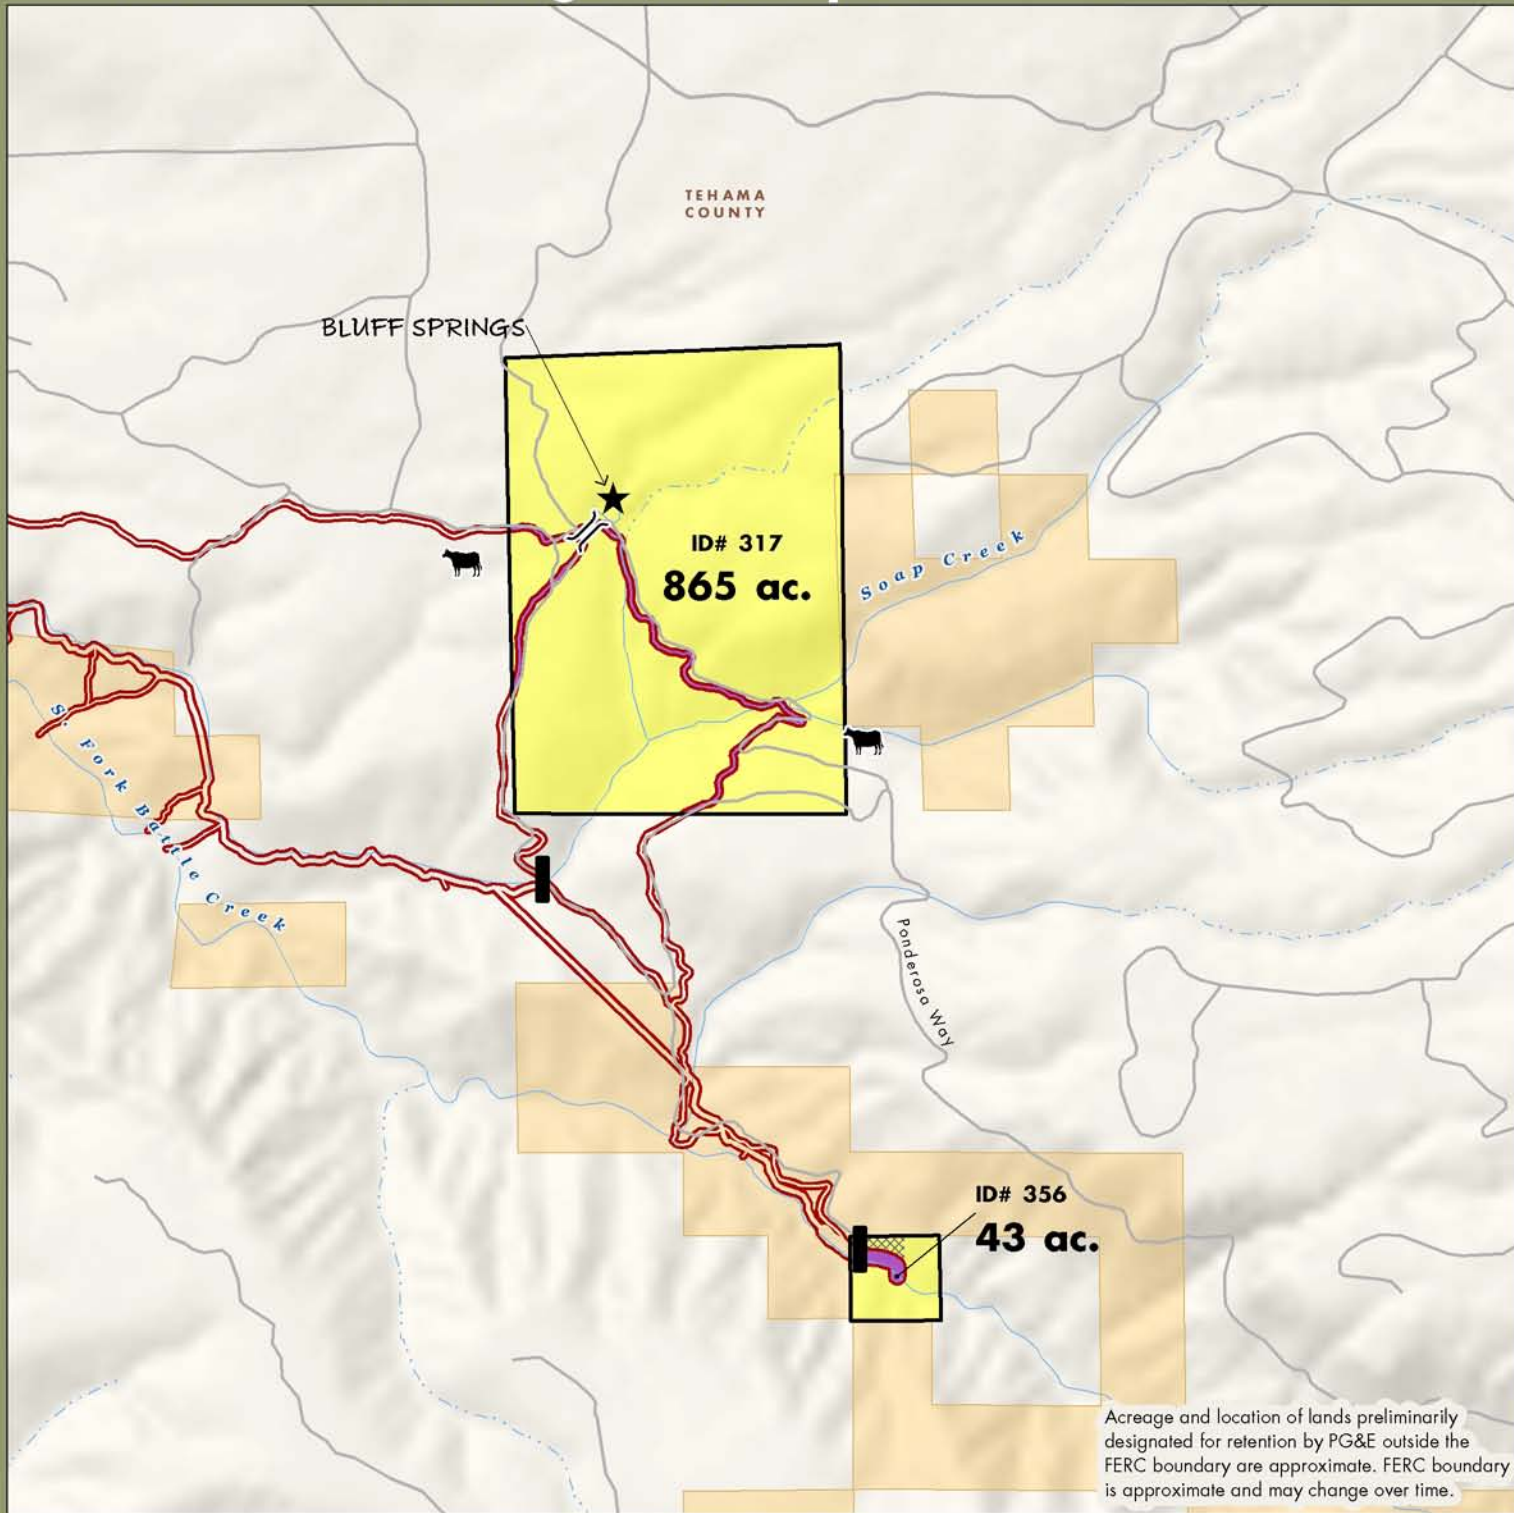 TEHAMA
COUNTY
BLUFF SPRINGS
ID# 317
865 ac.
Soap Creek
S. Fork Battle Creek
Ponderosa Way
ID# 356
43 ac.
Acreage and location of lands preliminarily
designated for retention by PG&E outside the
FERC boundary are approximate. FERC boundary
is approximate and may change over time.